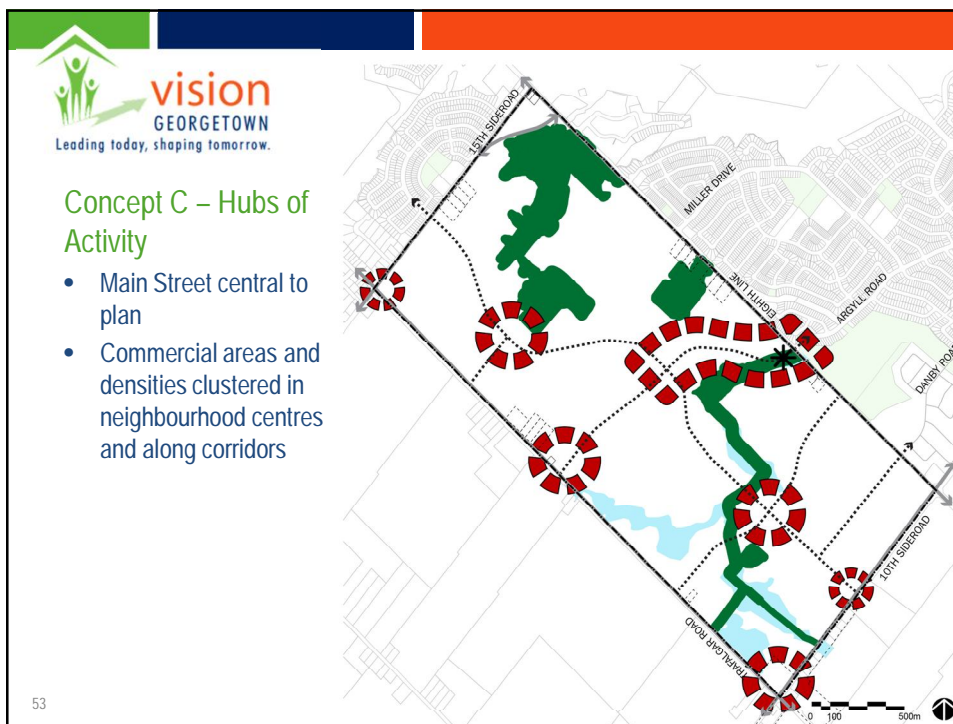 vision
GEORGETOWN
Leading today, shaping tomorrow.
Concept C – Hubs of
Activity
• Main Street central to
plan
• Commercial areas and
densities clustered in
neighbourhood centres
and along corridors
15TH SIDEROAD
MILLER DRIVE
EIGHTH LINE
ARGYLL ROAD
DANBY ROAD
10TH SIDEROAD
TRAFALGAR ROAD
0 100 500m
53